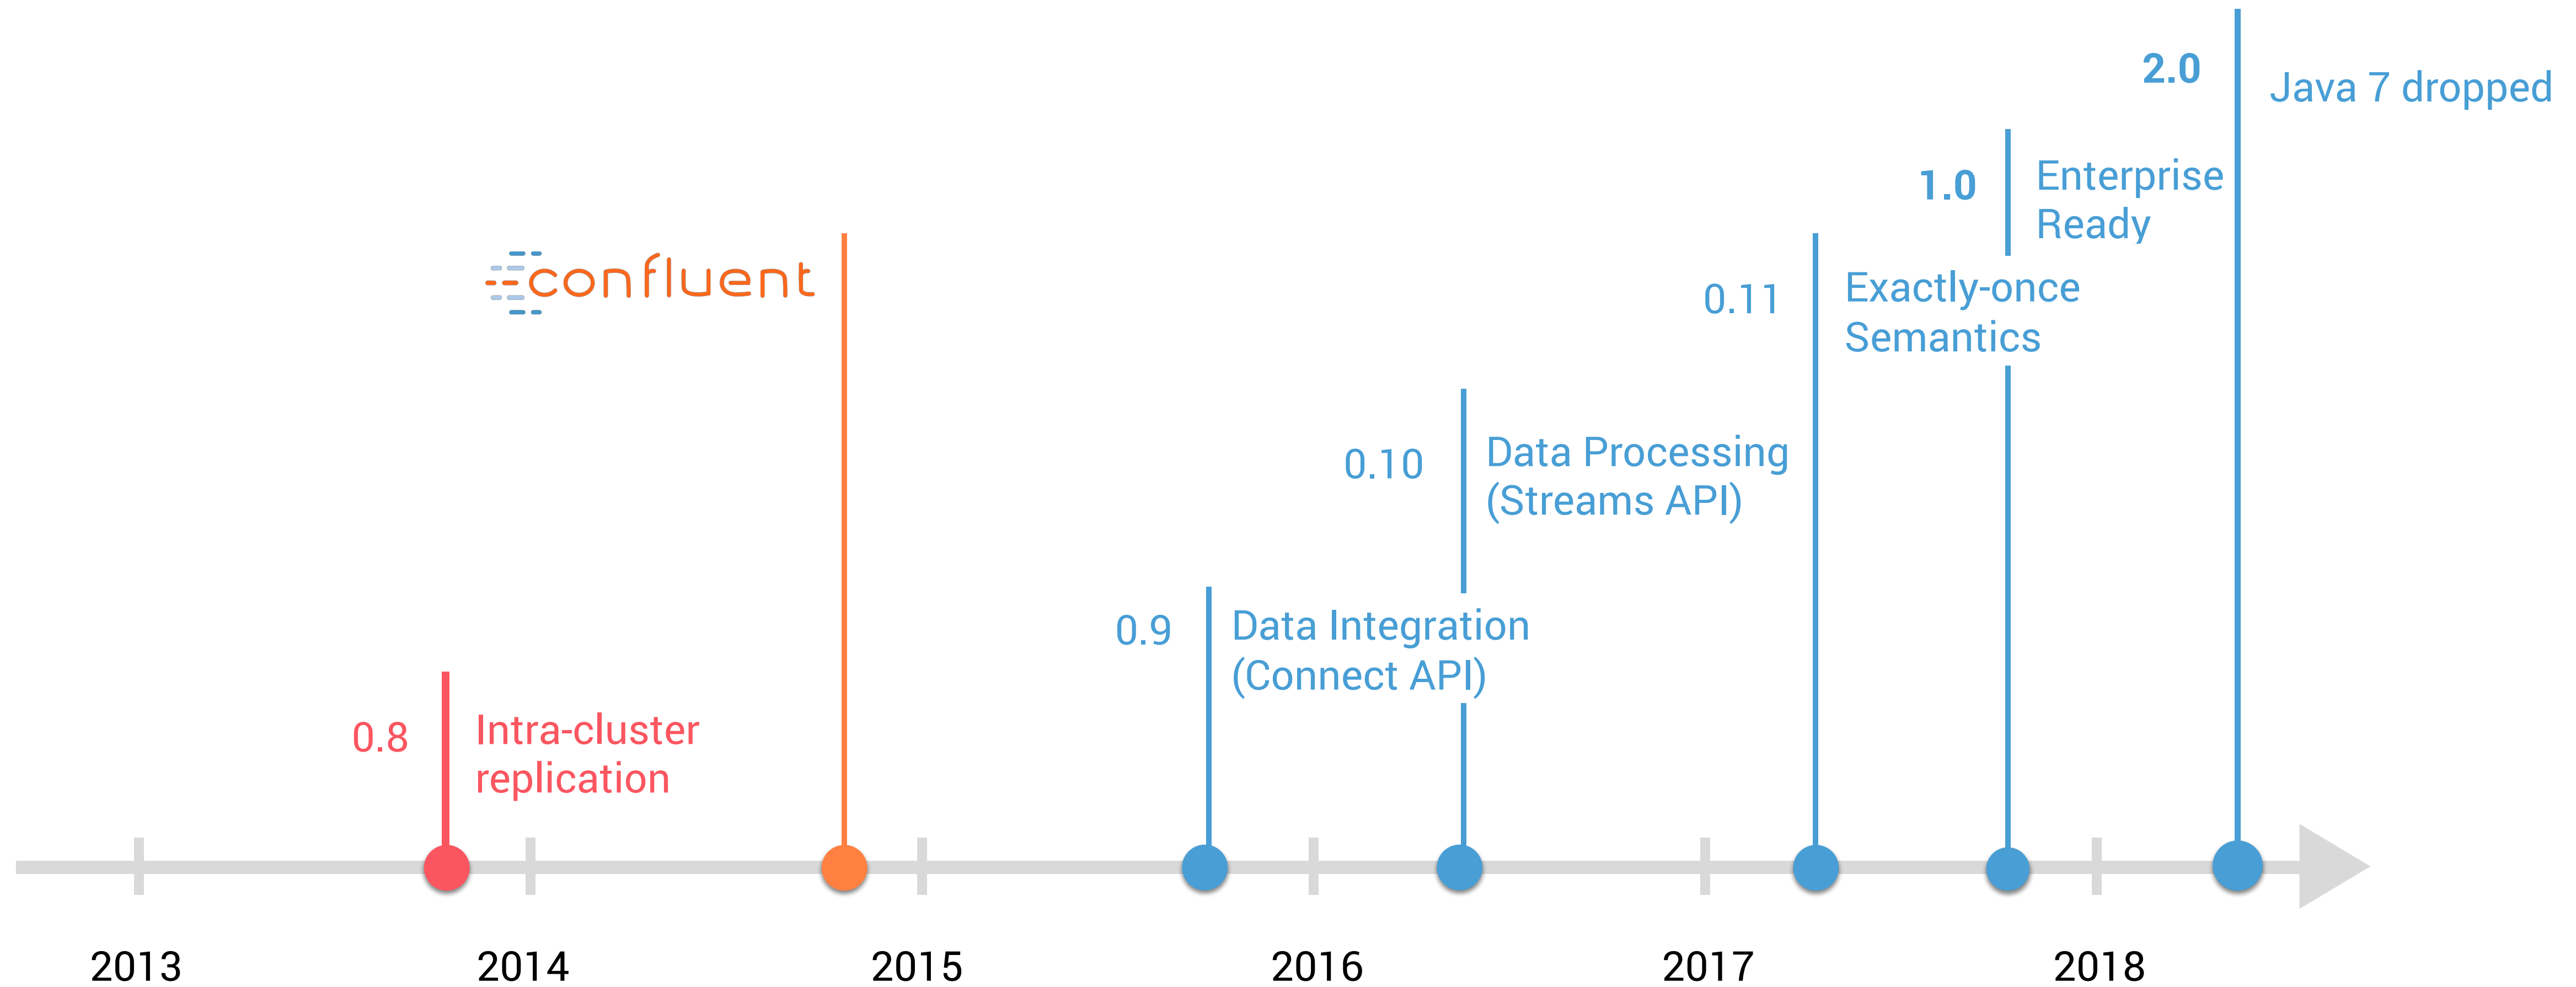 2.0
Java 7 dropped
1.0
Enterprise
Ready
confluent
0.11
Exactly-once
Semantics
0.10
Data Processing
(Streams API)
0.9
Data Integration
(Connect API)
0.8
Intra-cluster
replication
2013
2014
2015
2016
2017
2018